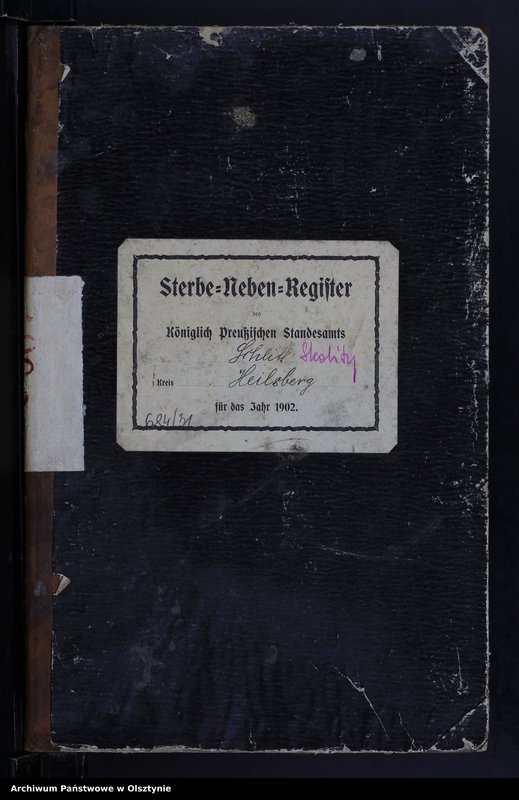 Sterbe=Neben=Register
des
Königlich Preußischen Standesamts
Schlitt Skolity
Kreis Heilsberg
für das Jahr 1902.
684/31
Archiwum Państwowe w Olsztynie